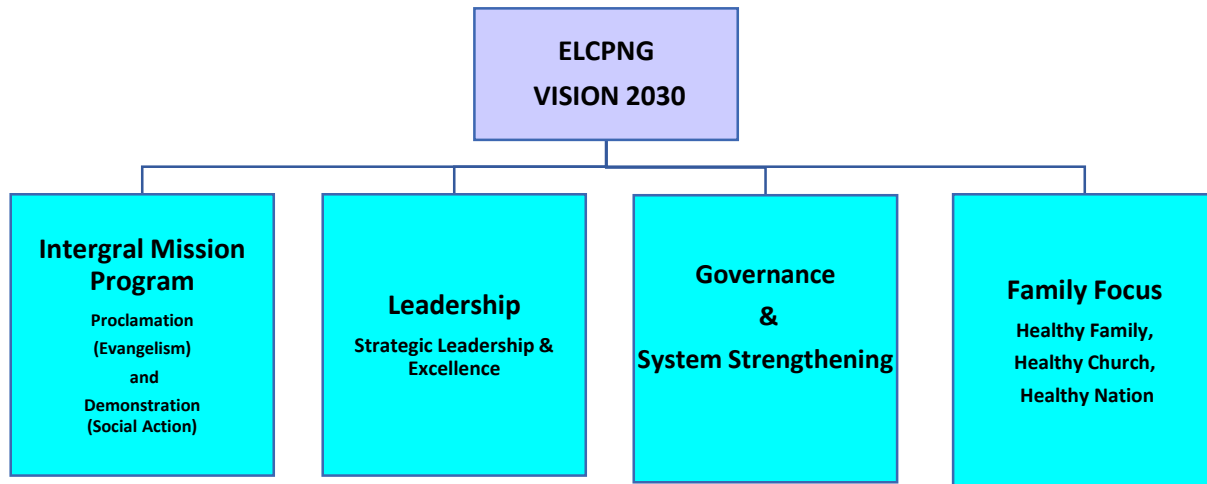 ELCPNG
VISION 2030
Intergral Mission
Program
Proclamation
(Evangelism)
and
Demonstration
(Social Action)
Leadership
Strategic Leadership &
Excellence
Governance
&
System Strengthening
Family Focus
Healthy Family,
Healthy Church,
Healthy Nation